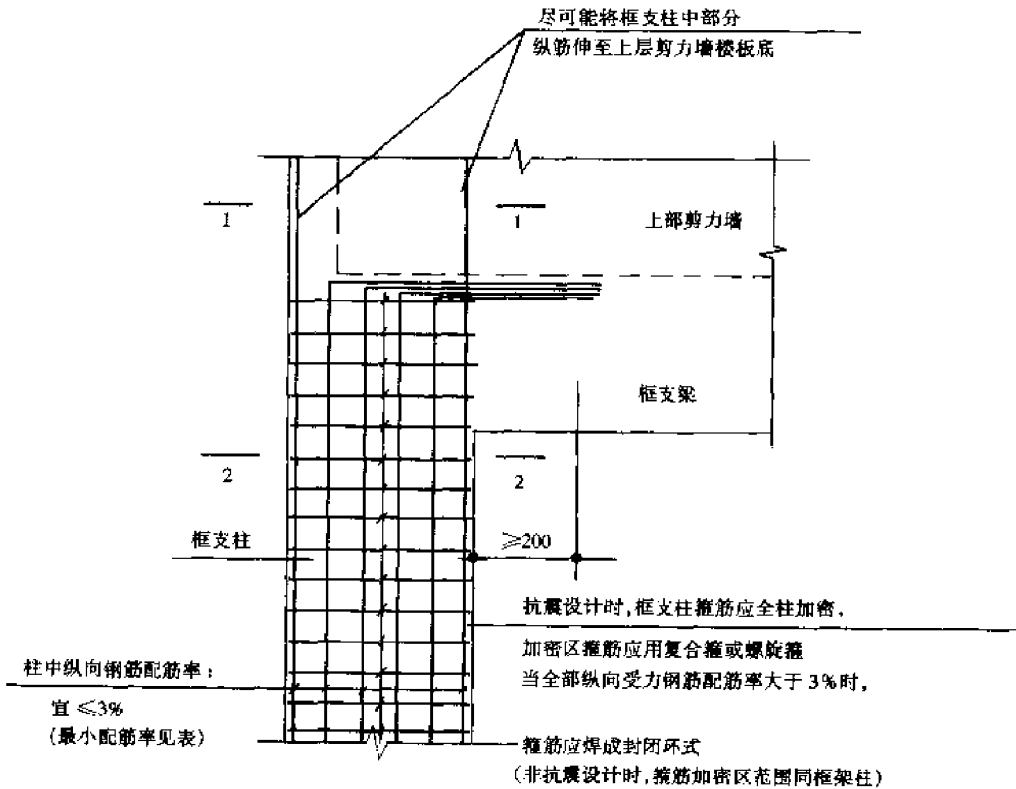 尽可能将框支柱中部分
纵筋伸至上层剪力墙楼板底
1
1
上部剪力墙
框支梁
2
2
框支柱
≥200
抗震设计时,框支柱箍筋应全柱加密,
加密区箍筋应用复合箍或螺旋箍
当全部纵向受力钢筋配筋率大于3%时,
柱中纵向钢筋配筋率:
宜≤3%
(最小配筋率见表)
箍筋应焊成封闭环式
(非抗震设计时,箍筋加密区范围同框架柱)